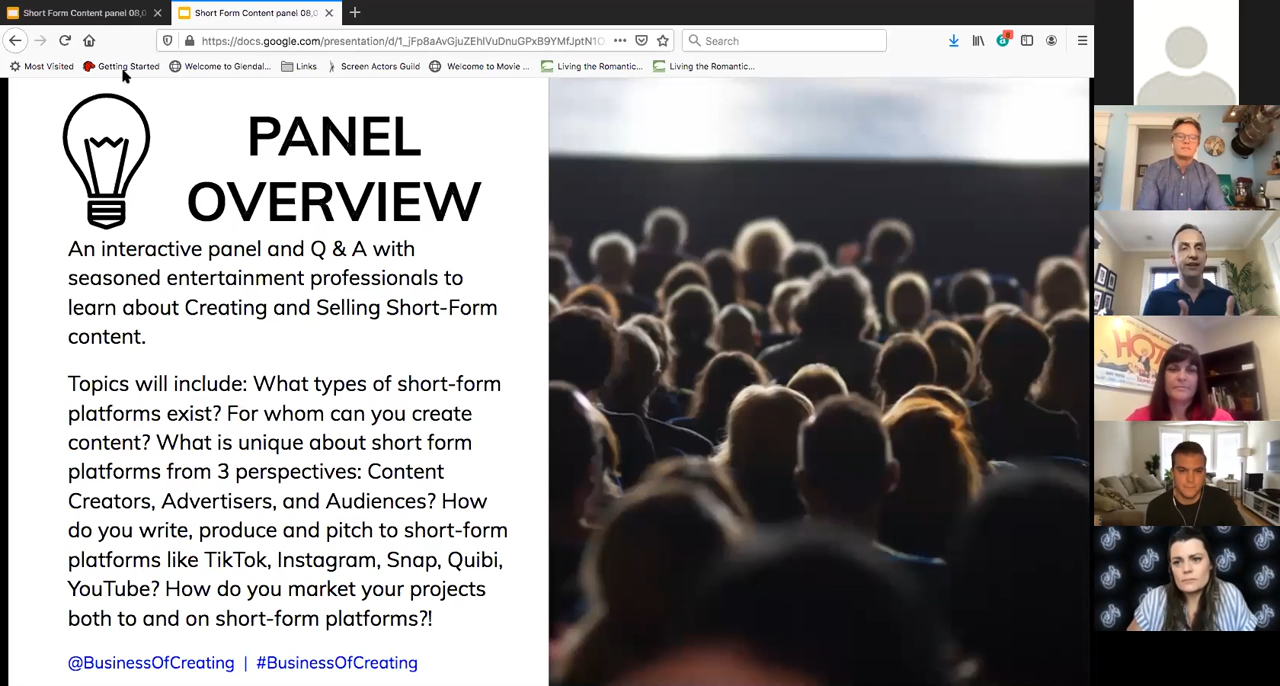 Short Form Content panel 08,0
Short Form Content panel 08,0
https://docs.google.com/presentation/d/1_jFp8aAvGjuZEhIVuDnuGPxB9YMfJptN1O
Search
8
Most Visited
Getting Started
Welcome to Giendal...
Links
Screen Actors Guild
Welcome to Movie ...
Living the Romantic...
Living the Romantic...
PANEL
OVERVIEW
An interactive panel and Q & A with
seasoned entertainment professionals to
learn about Creating and Selling Short-Form
content.
Topics will include: What types of short-form
platforms exist? For whom can you create
content? What is unique about short form
platforms from 3 perspectives: Content
Creators, Advertisers, and Audiences? How
do you write, produce and pitch to short-form
platforms like TikTok, Instagram, Snap, Quibi,
YouTube? How do you market your projects
both to and on short-form platforms?!
@BusinessOfCreating | #BusinessOfCreating
HOT